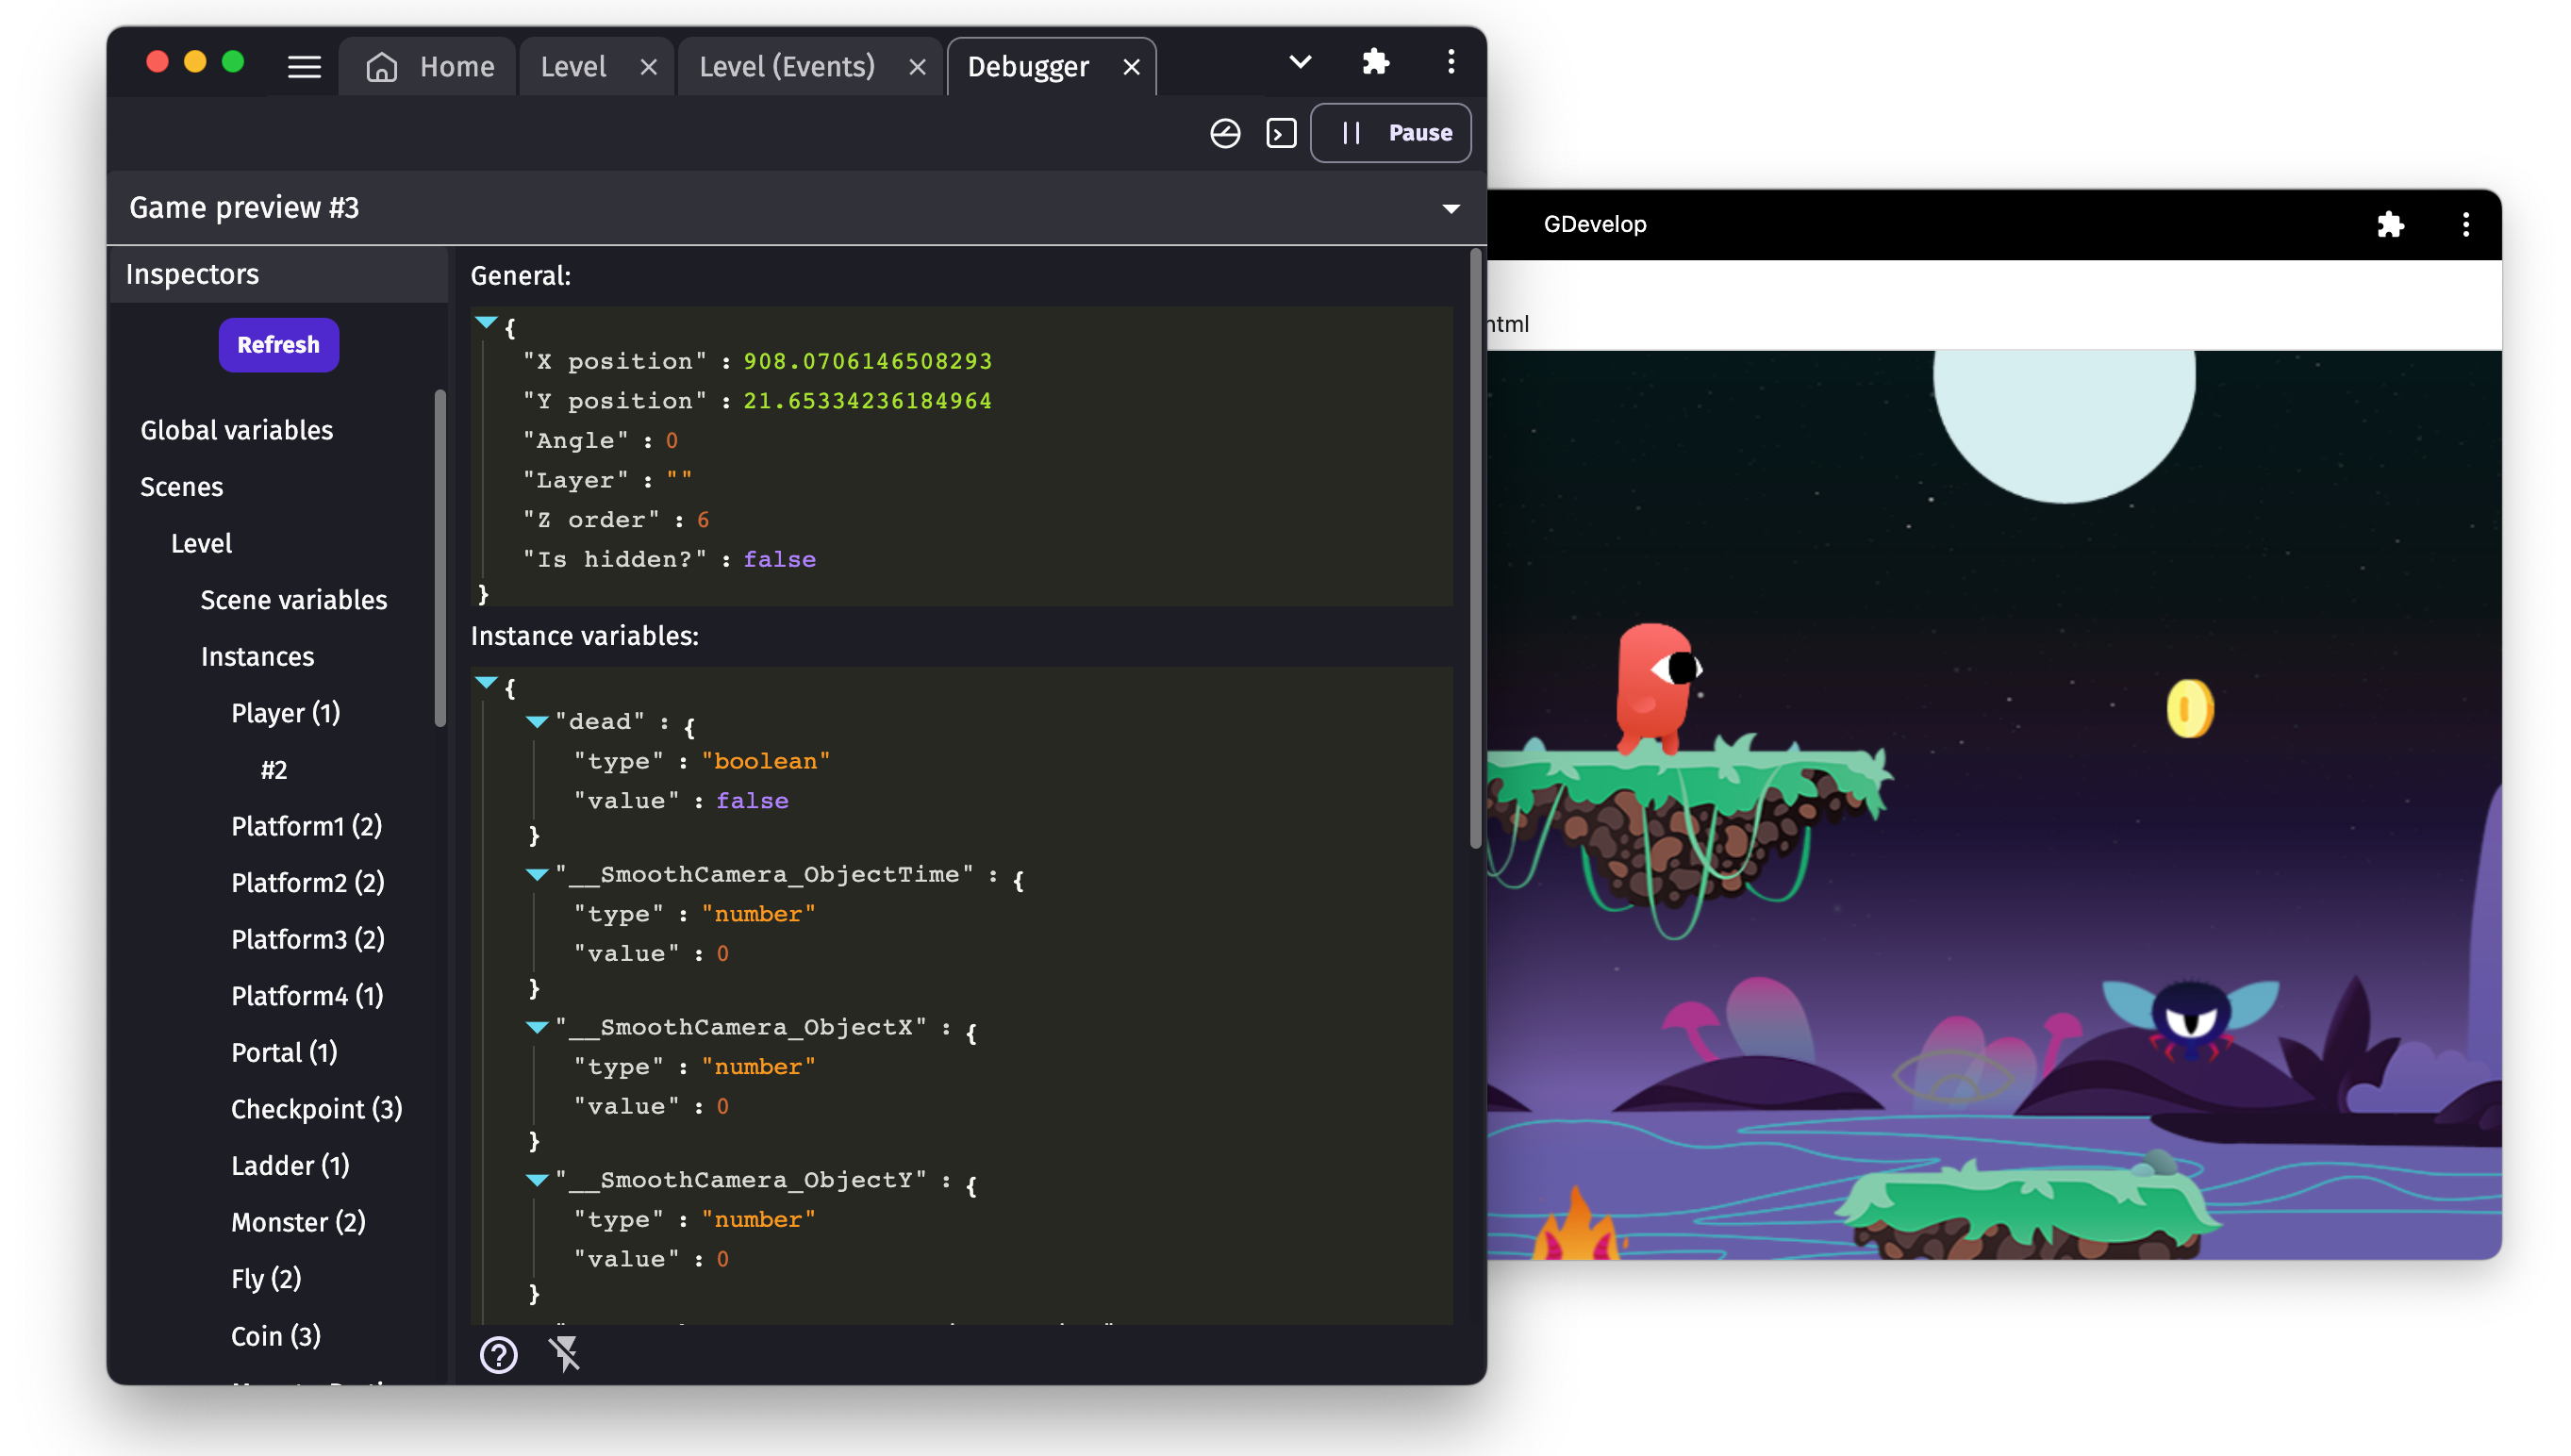 Home
Level
Level (Events)
Debugger
Pause
Game preview #3
Inspectors
Refresh
Global variables
Scenes
Level
Scene variables
Instances
Player (1)
#2
Platform1 (2)
Platform2 (2)
Platform3 (2)
Platform4 (1)
Portal (1)
Checkpoint (3)
Ladder (1)
Monster (2)
Fly (2)
Coin (3)
General:
{
"X position" : 908.0706146508293
"Y position" : 21.65334236184964
"Angle" : 0
"Layer" : ""
"Z order" : 6
"Is hidden?" : false
}
Instance variables:
{
"dead" : {
"type" : "boolean"
"value" : false
}
"__SmoothCamera_ObjectTime" : {
"type" : "number"
"value" : 0
}
"__SmoothCamera_ObjectX" : {
"type" : "number"
"value" : 0
}
"__SmoothCamera_ObjectY" : {
"type" : "number"
"value" : 0
}
GDevelop
html